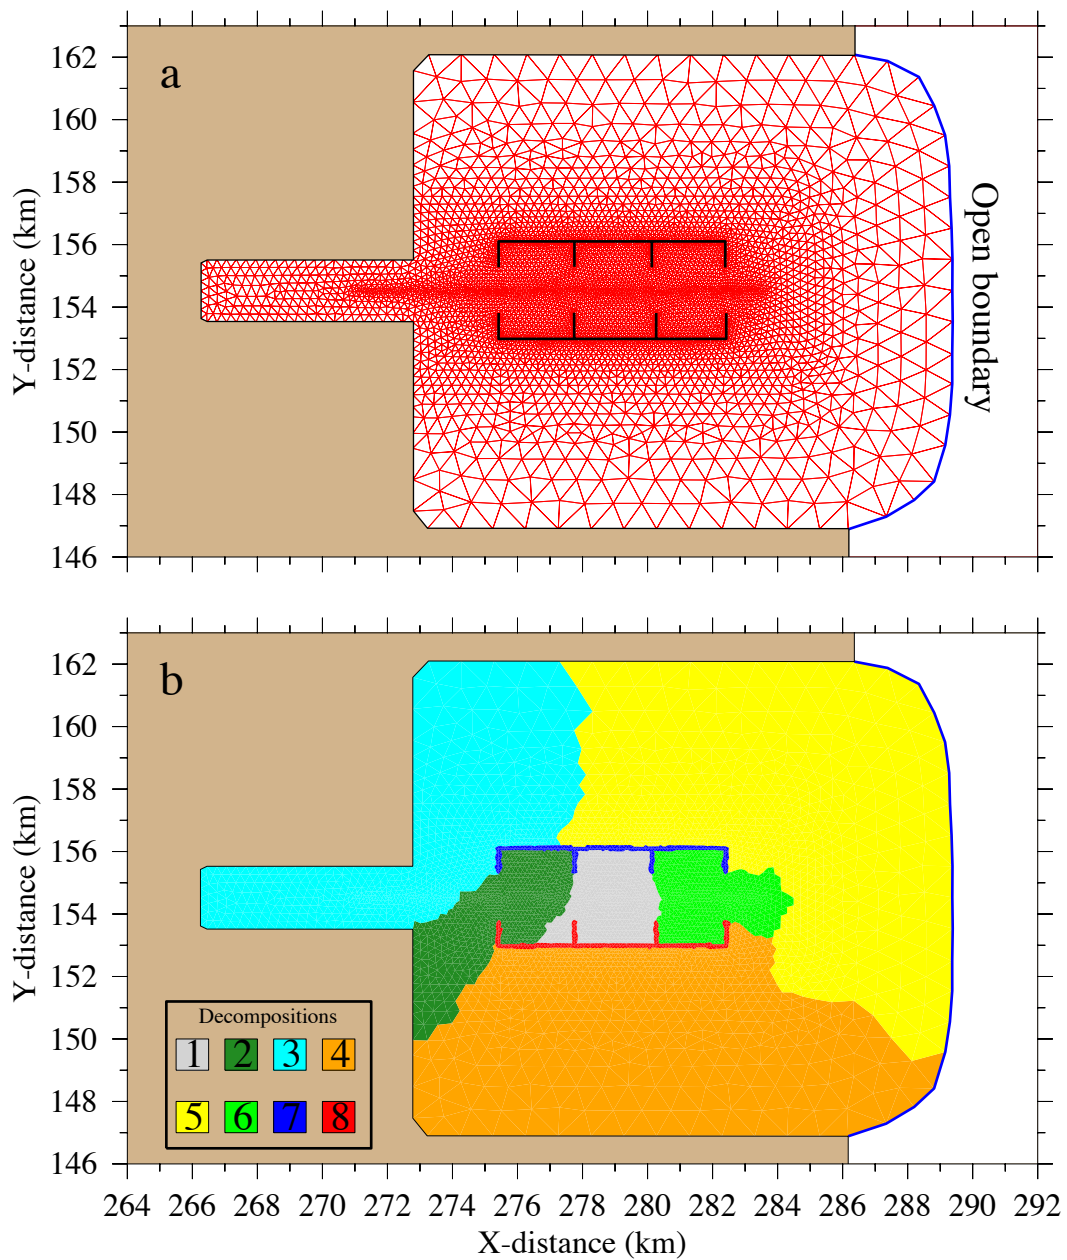 a
162
160
158
156
154
152
150
148
146
Y-distance (km)
Open boundary
b
162
160
158
156
154
152
150
148
146
Y-distance (km)
Decompositions
1 2 3 4
5 6 7 8
264 266 268 270 272 274 276 278 280 282 284 286 288 290 292
X-distance (km)